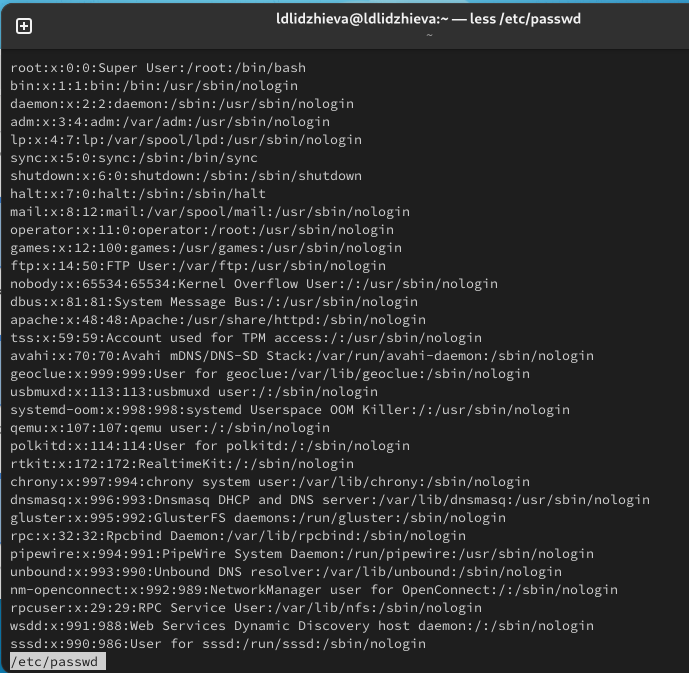 ldlidzhieva@ldlidzhieva:~ — less /etc/passwd
~
root:x:0:0:Super User:/root:/bin/bash
bin:x:1:1:bin:/bin:/usr/sbin/nologin
daemon:x:2:2:daemon:/sbin:/usr/sbin/nologin
adm:x:3:4:adm:/var/adm:/usr/sbin/nologin
lp:x:4:7:lp:/var/spool/lpd:/usr/sbin/nologin
sync:x:5:0:sync:/sbin:/bin/sync
shutdown:x:6:0:shutdown:/sbin:/sbin/shutdown
halt:x:7:0:halt:/sbin:/sbin/halt
mail:x:8:12:mail:/var/spool/mail:/usr/sbin/nologin
operator:x:11:0:operator:/root:/usr/sbin/nologin
games:x:12:100:games:/usr/games:/usr/sbin/nologin
ftp:x:14:50:FTP User:/var/ftp:/usr/sbin/nologin
nobody:x:65534:65534:Kernel Overflow User:/:/usr/sbin/nologin
dbus:x:81:81:System Message Bus:/:/usr/sbin/nologin
apache:x:48:48:Apache:/usr/share/httpd:/sbin/nologin
tss:x:59:59:Account used for TPM access:/:/usr/sbin/nologin
avahi:x:70:70:Avahi mDNS/DNS-SD Stack:/var/run/avahi-daemon:/sbin/nologin
geoclue:x:999:999:User for geoclue:/var/lib/geoclue:/sbin/nologin
usbmuxd:x:113:113:usbmuxd user:/:/sbin/nologin
systemd-oom:x:998:998:systemd Userspace OOM Killer:/:/usr/sbin/nologin
qemu:x:107:107:qemu user:/:/sbin/nologin
polkitd:x:114:114:User for polkitd:/:/sbin/nologin
rtkit:x:172:172:RealtimeKit:/:/sbin/nologin
chrony:x:997:994:chrony system user:/var/lib/chrony:/sbin/nologin
dnsmasq:x:996:993:Dnsmasq DHCP and DNS server:/var/lib/dnsmasq:/usr/sbin/nologin
gluster:x:995:992:GlusterFS daemons:/run/gluster:/sbin/nologin
rpc:x:32:32:Rpcbind Daemon:/var/lib/rpcbind:/sbin/nologin
pipewire:x:994:991:PipeWire System Daemon:/run/pipewire:/usr/sbin/nologin
unbound:x:993:990:Unbound DNS resolver:/var/lib/unbound:/sbin/nologin
nm-openconnect:x:992:989:NetworkManager user for OpenConnect:/:/sbin/nologin
rpcuser:x:29:29:RPC Service User:/var/lib/nfs:/sbin/nologin
wsdd:x:991:988:Web Services Dynamic Discovery host daemon:/:/sbin/nologin
sssd:x:990:986:User for sssd:/run/sssd:/sbin/nologin
/etc/passwd